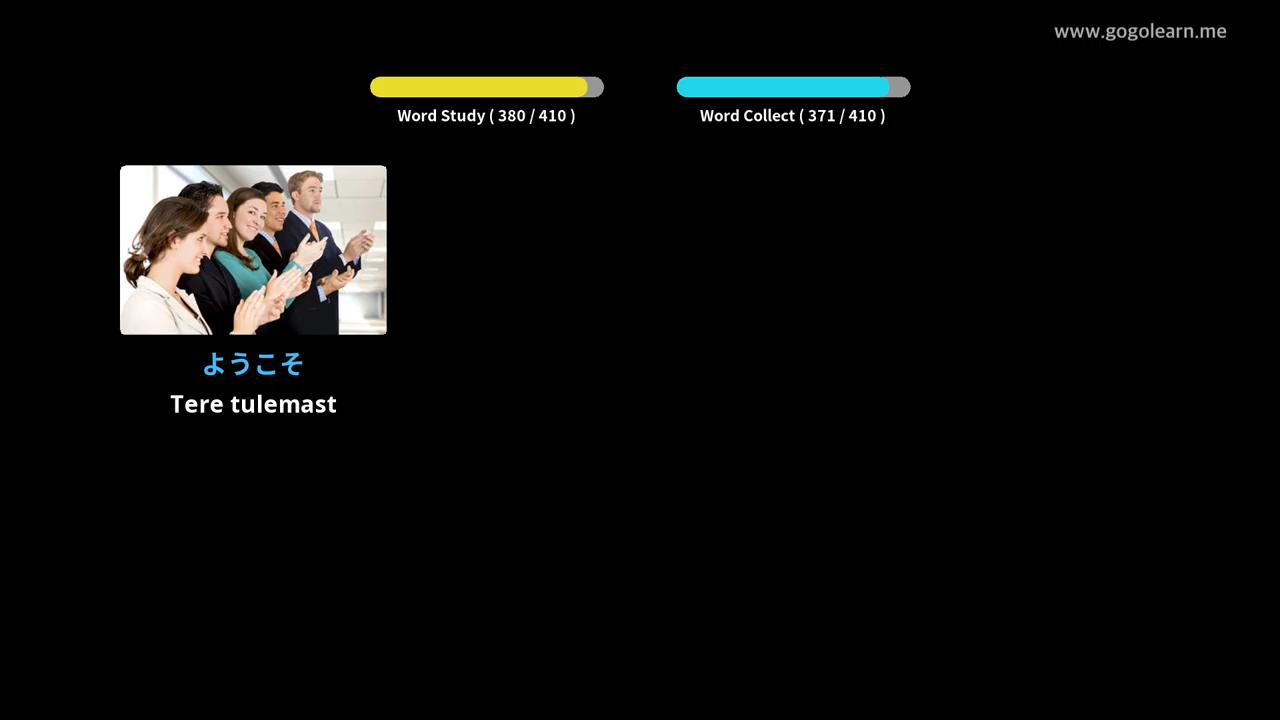 www.gogolearn.me
Word Study ( 380 / 410 )
Word Collect ( 371 / 410 )
ようこそ
Tere tulemast